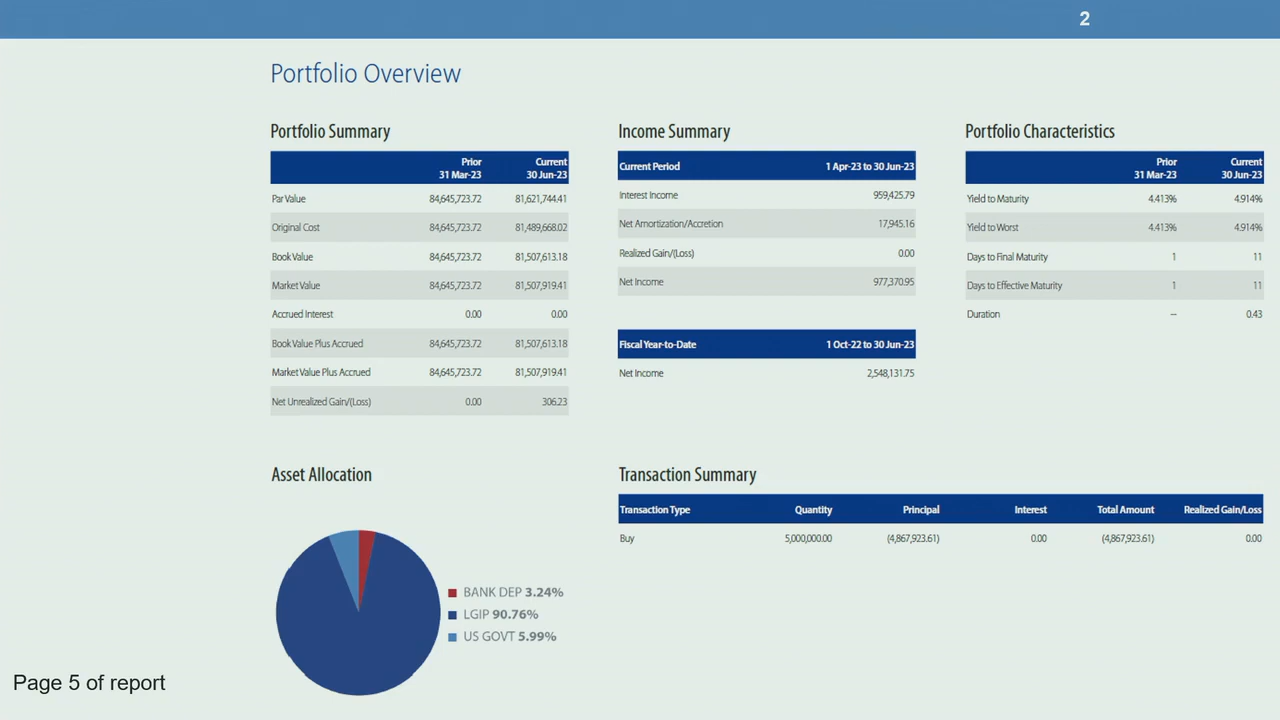 2
Portfolio Overview
Portfolio Summary
Prior Current
31 Mar-23 30 Jun-23
Par Value 84,645,723.72 81,621,744.41
Original Cost 84,645,723.72 81,489,668.02
Book Value 84,645,723.72 81,507,613.18
Market Value 84,645,723.72 81,507,919.41
Accrued Interest 0.00 0.00
Book Value Plus Accrued 84,645,723.72 81,507,613.18
Market Value Plus Accrued 84,645,723.72 81,507,919.41
Net Unrealized Gain/(Loss) 0.00 306.23
Income Summary
Current Period 1 Apr-23 to 30 Jun-23
Interest Income 959,425.79
Net Amortization/Accretion 17,945.16
Realized Gain/(Loss) 0.00
Net Income 977,370.95
Fiscal Year-to-Date 1 Oct-22 to 30 Jun-23
Net Income 2,548,131.75
Portfolio Characteristics
Prior Current
31 Mar-23 30 Jun-23
Yield to Maturity 4.413% 4.914%
Yield to Worst 4.413% 4.914%
Days to Final Maturity 1 11
Days to Effective Maturity 1 11
Duration -- 0.43
Asset Allocation
BANK DEP 3.24%
LGIP 90.76%
US GOVT 5.99%
Transaction Summary
Transaction Type Quantity Principal Interest Total Amount Realized Gain/Loss
Buy 5,000,000.00 (4,867,923.61) 0.00 (4,867,923.61) 0.00
Page 5 of report